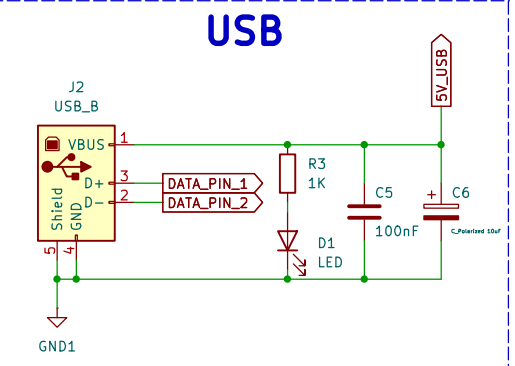 USB
5V_USB
J2
USB_B
VBUS 1
D+ 3 DATA_PIN_1
D- 2 DATA_PIN_2
Shield
GND
5
4
R3
1K
D1
LED
C5
100nF
+
C6
C_Polarized 10uF
GND1